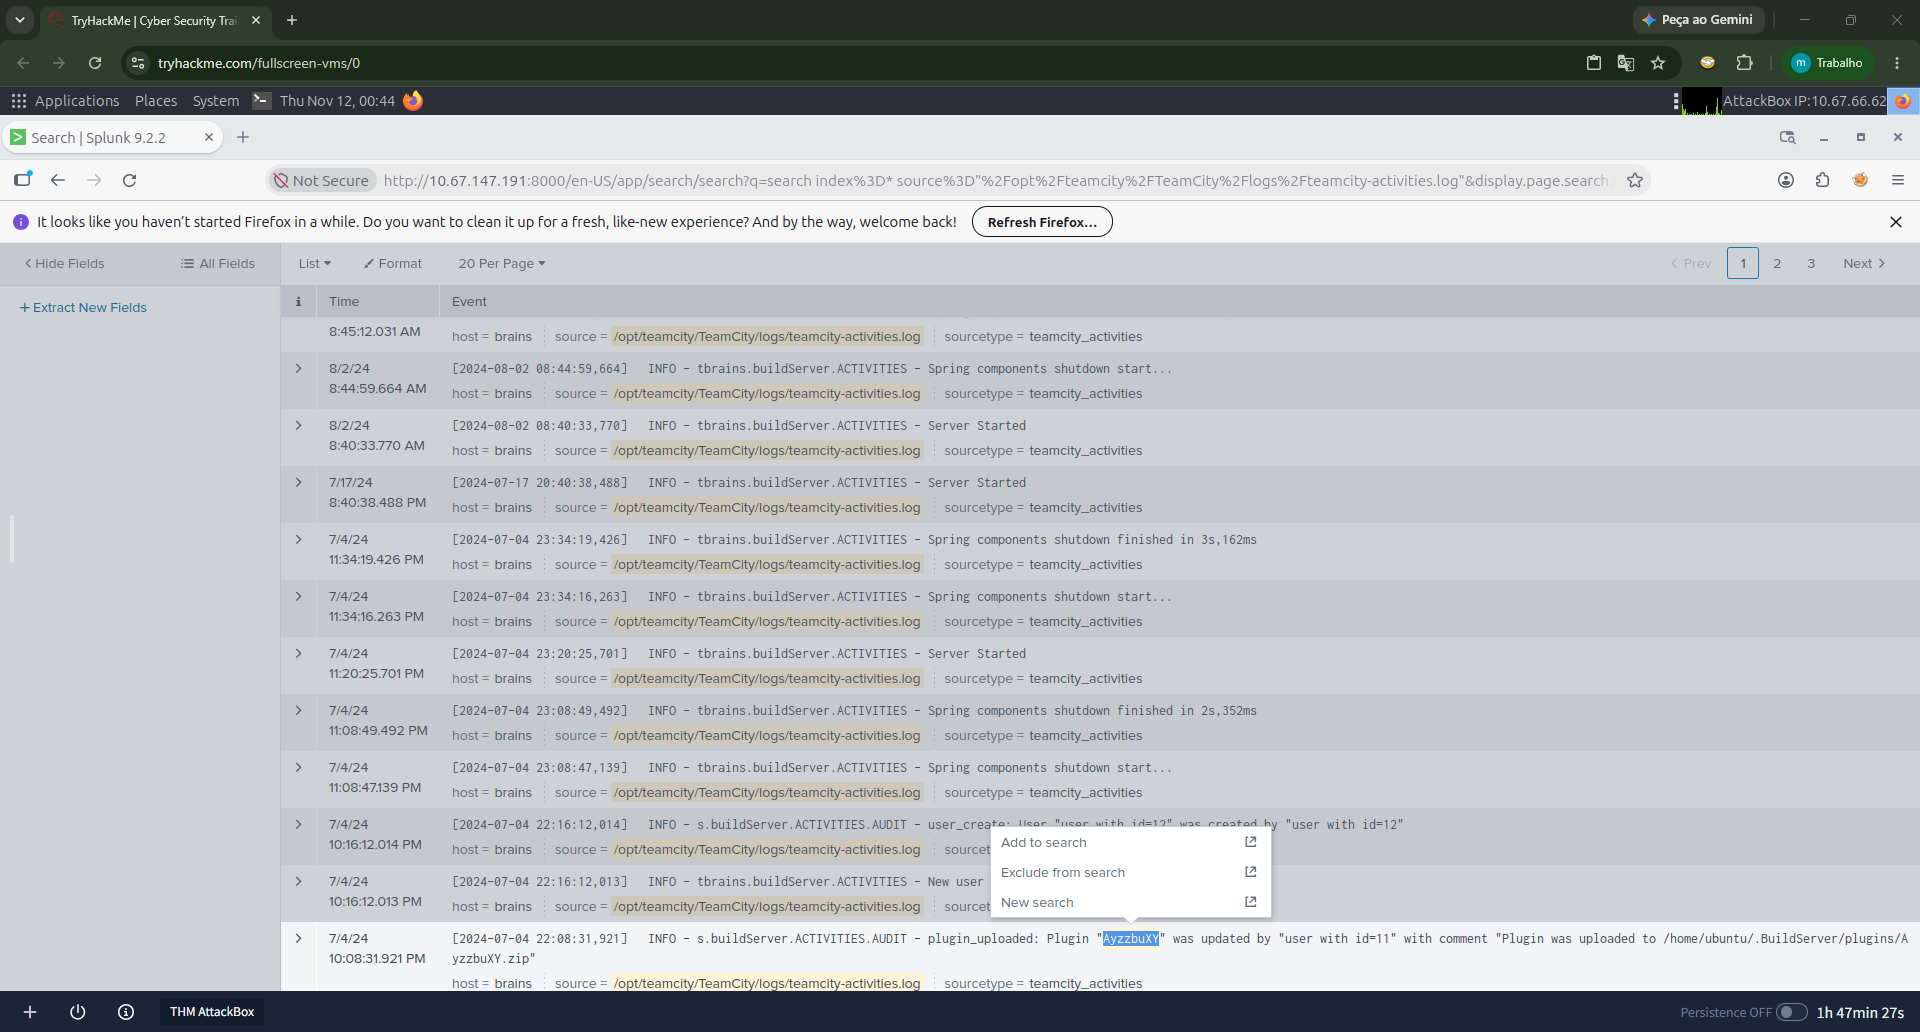 TryHackMe | Cyber Security Trai
Peça ao Gemini
tryhackme.com/fullscreen-vms/0
m Trabalho
Applications Places System Thu Nov 12, 00:44 AttackBox IP:10.67.66.62
Search | Splunk 9.2.2
Not Secure http://10.67.147.191:8000/en-US/app/search/search?q=search index%3D* source%3D"%2Fopt%2Fteamcity%2FTeamCity%2Flogs%2Fteamcity-activities.log"&display.page.search.
It looks like you haven’t started Firefox in a while. Do you want to clean it up for a fresh, like-new experience? And by the way, welcome back! Refresh Firefox...
Hide Fields All Fields List Format 20 Per Page Prev 1 2 3 Next
+ Extract New Fields
i Time Event
8:45:12.031 AM
host = brains source = /opt/teamcity/TeamCity/logs/teamcity-activities.log sourcetype = teamcity_activities
8/2/24 [2024-08-02 08:44:59,664] INFO - tbrains.buildServer.ACTIVITIES - Spring components shutdown start...
8:44:59.664 AM
host = brains source = /opt/teamcity/TeamCity/logs/teamcity-activities.log sourcetype = teamcity_activities
8/2/24 [2024-08-02 08:40:33,770] INFO - tbrains.buildServer.ACTIVITIES - Server Started
8:40:33.770 AM
host = brains source = /opt/teamcity/TeamCity/logs/teamcity-activities.log sourcetype = teamcity_activities
7/17/24 [2024-07-17 20:40:38,488] INFO - tbrains.buildServer.ACTIVITIES - Server Started
8:40:38.488 PM
host = brains source = /opt/teamcity/TeamCity/logs/teamcity-activities.log sourcetype = teamcity_activities
7/4/24 [2024-07-04 23:34:19,426] INFO - tbrains.buildServer.ACTIVITIES - Spring components shutdown finished in 3s,162ms
11:34:19.426 PM
host = brains source = /opt/teamcity/TeamCity/logs/teamcity-activities.log sourcetype = teamcity_activities
7/4/24 [2024-07-04 23:34:16,263] INFO - tbrains.buildServer.ACTIVITIES - Spring components shutdown start...
11:34:16.263 PM
host = brains source = /opt/teamcity/TeamCity/logs/teamcity-activities.log sourcetype = teamcity_activities
7/4/24 [2024-07-04 23:20:25,701] INFO - tbrains.buildServer.ACTIVITIES - Server Started
11:20:25.701 PM
host = brains source = /opt/teamcity/TeamCity/logs/teamcity-activities.log sourcetype = teamcity_activities
7/4/24 [2024-07-04 23:08:49,492] INFO - tbrains.buildServer.ACTIVITIES - Spring components shutdown finished in 2s,352ms
11:08:49.492 PM
host = brains source = /opt/teamcity/TeamCity/logs/teamcity-activities.log sourcetype = teamcity_activities
7/4/24 [2024-07-04 23:08:47,139] INFO - tbrains.buildServer.ACTIVITIES - Spring components shutdown start...
11:08:47.139 PM
host = brains source = /opt/teamcity/TeamCity/logs/teamcity-activities.log sourcetype = teamcity_activities
7/4/24 [2024-07-04 22:16:12,014] INFO - s.buildServer.ACTIVITIES.AUDIT - user_create: User "user with id=12" was created by "user with id=12"
10:16:12.014 PM
host = brains source = /opt/teamcity/TeamCity/logs/teamcity-activities.log sourcet
Add to search
Exclude from search
New search
7/4/24 [2024-07-04 22:16:12,013] INFO - tbrains.buildServer.ACTIVITIES - New user
10:16:12.013 PM
host = brains source = /opt/teamcity/TeamCity/logs/teamcity-activities.log sourcet
7/4/24 [2024-07-04 22:08:31,921] INFO - s.buildServer.ACTIVITIES.AUDIT - plugin_uploaded: Plugin "AyzzbuXY" was updated by "user with id=11" with comment "Plugin was uploaded to /home/ubuntu/.BuildServer/plugins/A
10:08:31.921 PM yzzbuXY.zip"
host = brains source = /opt/teamcity/TeamCity/logs/teamcity-activities.log sourcetype = teamcity_activities
THM AttackBox Persistence OFF 1h 47min 27s